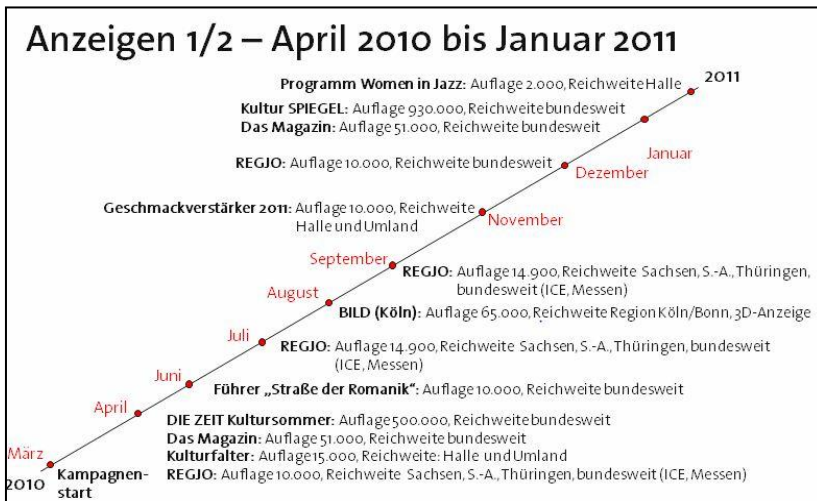 Anzeigen 1/2 – April 2010 bis Januar 2011
Programm Women in Jazz: Auflage 2.000, Reichweite Halle
2011
Kultur SPIEGEL: Auflage 930.000, Reichweite bundesweit
Das Magazin: Auflage 51.000, Reichweite bundesweit
Januar
REGJO: Auflage 10.000, Reichweite bundesweit
Dezember
Geschmackverstärker 2011: Auflage 10.000, Reichweite
Halle und Umland
November
September
REGJO: Auflage 14.900, Reichweite Sachsen, S.-A., Thüringen,
bundesweit (ICE, Messen)
August
BILD (Köln): Auflage 65.000, Reichweite Region Köln/Bonn, 3D-Anzeige
Juli
REGJO: Auflage 14.900, Reichweite Sachsen, S.-A., Thüringen, bundesweit
(ICE, Messen)
Juni
Führer „Straße der Romanik“: Auflage 10.000, Reichweite bundesweit
April
DIE ZEIT Kultursommer: Auflage 500.000, Reichweite bundesweit
Das Magazin: Auflage 51.000, Reichweite bundesweit
Kulturfalter: Auflage 15.000, Reichweite: Halle und Umland
REGJO: Auflage 10.000, Reichweite Sachsen, S.-A., Thüringen, bundesweit (ICE, Messen)
März
Kampagnen-
start
2010